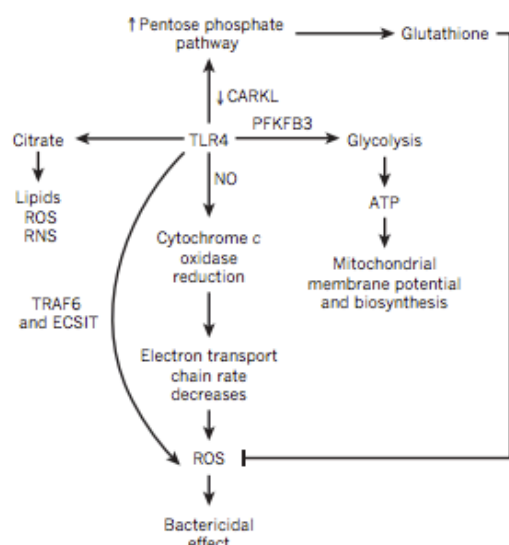 ↑Pentose phosphate
pathway
Glutathione
↓CARKL
PFKFB3
Citrate
TLR4
Glycolysis
NO
Lipids
ROS
RNS
ATP
Cytochrome c
oxidase
reduction
Mitochondrial
membrane potential
and biosynthesis
TRAF6
and ECSIT
Electron transport
chain rate
decreases
ROS
Bactericidal
effect